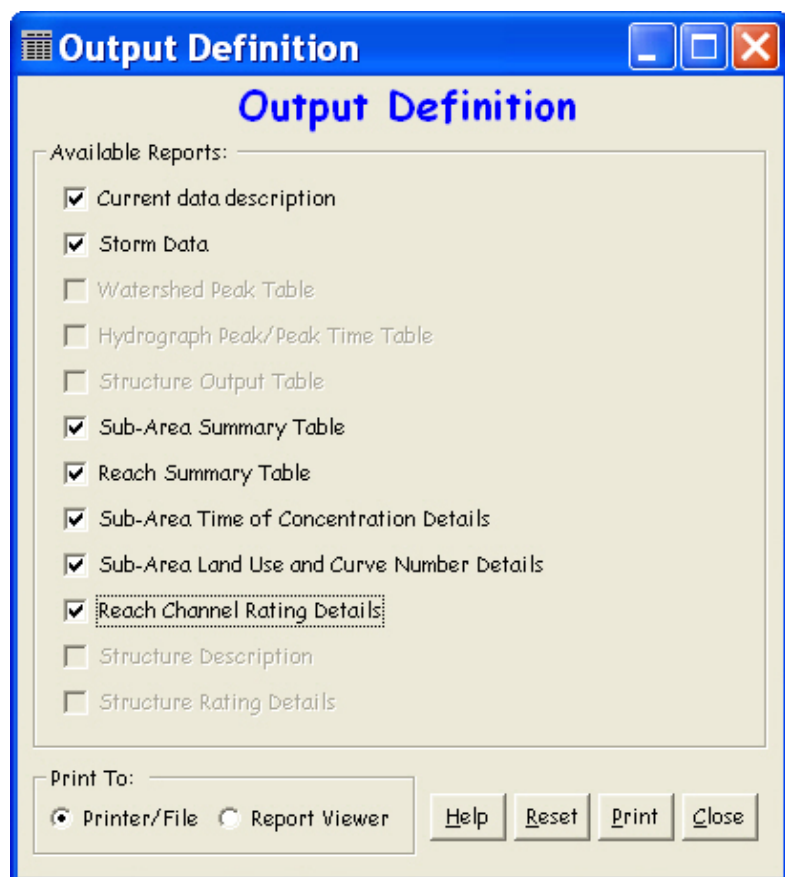 Output Definition
Output Definition
Available Reports:
Current data description
Storm Data
Watershed Peak Table
Hydrograph Peak/Peak Time Table
Structure Output Table
Sub-Area Summary Table
Reach Summary Table
Sub-Area Time of Concentration Details
Sub-Area Land Use and Curve Number Details
Reach Channel Rating Details
Structure Description
Structure Rating Details
Print To:
Printer/File Report Viewer Help Reset Print Close